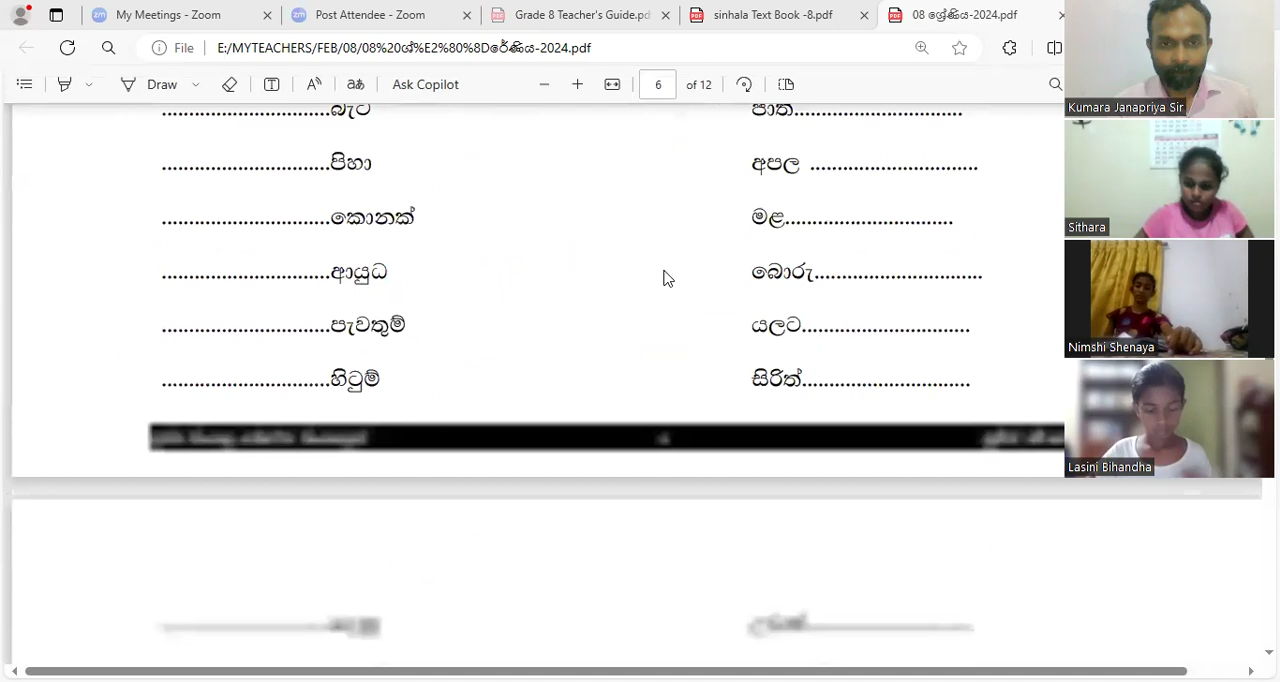 My Meetings - Zoom
Post Attendee - Zoom
Grade 8 Teacher's Guide.pd
sinhala Text Book -8.pdf
08 ශ්‍රේණිය-2024.pdf
File
E:/MYTEACHERS/FEB/08/08%20ශ්%E2%80%8Dරේණිය-2024.pdf
Draw
Ask Copilot
6 of 12
..............................බැට
පාත..............................
..............................පිහා
අපල ..............................
..............................කොනක්
මළ..............................
..............................ආයුධ
බොරු..............................
..............................පැවතුම්
යලට..............................
..............................හිටුම්
සිරිත්..............................
Kumara Janapriya Sir
Sithara
Nimshi Shenaya
Lasini Bihandha